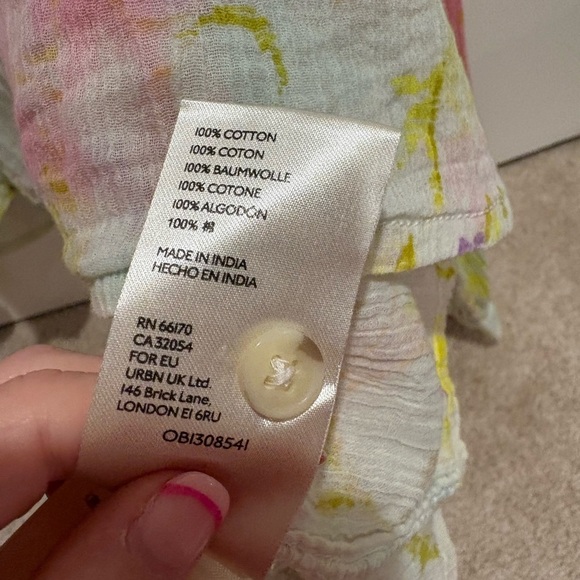 100% COTTON
100% COTON
100% BAUMWOLLE
100% COTONE
100% ALGODÓN
100% 棉
MADE IN INDIA
HECHO EN INDIA
RN 66170
CA 32054
FOR EU
URBN UK Ltd.
146 Brick Lane,
LONDON E1 6RU
OB1308541